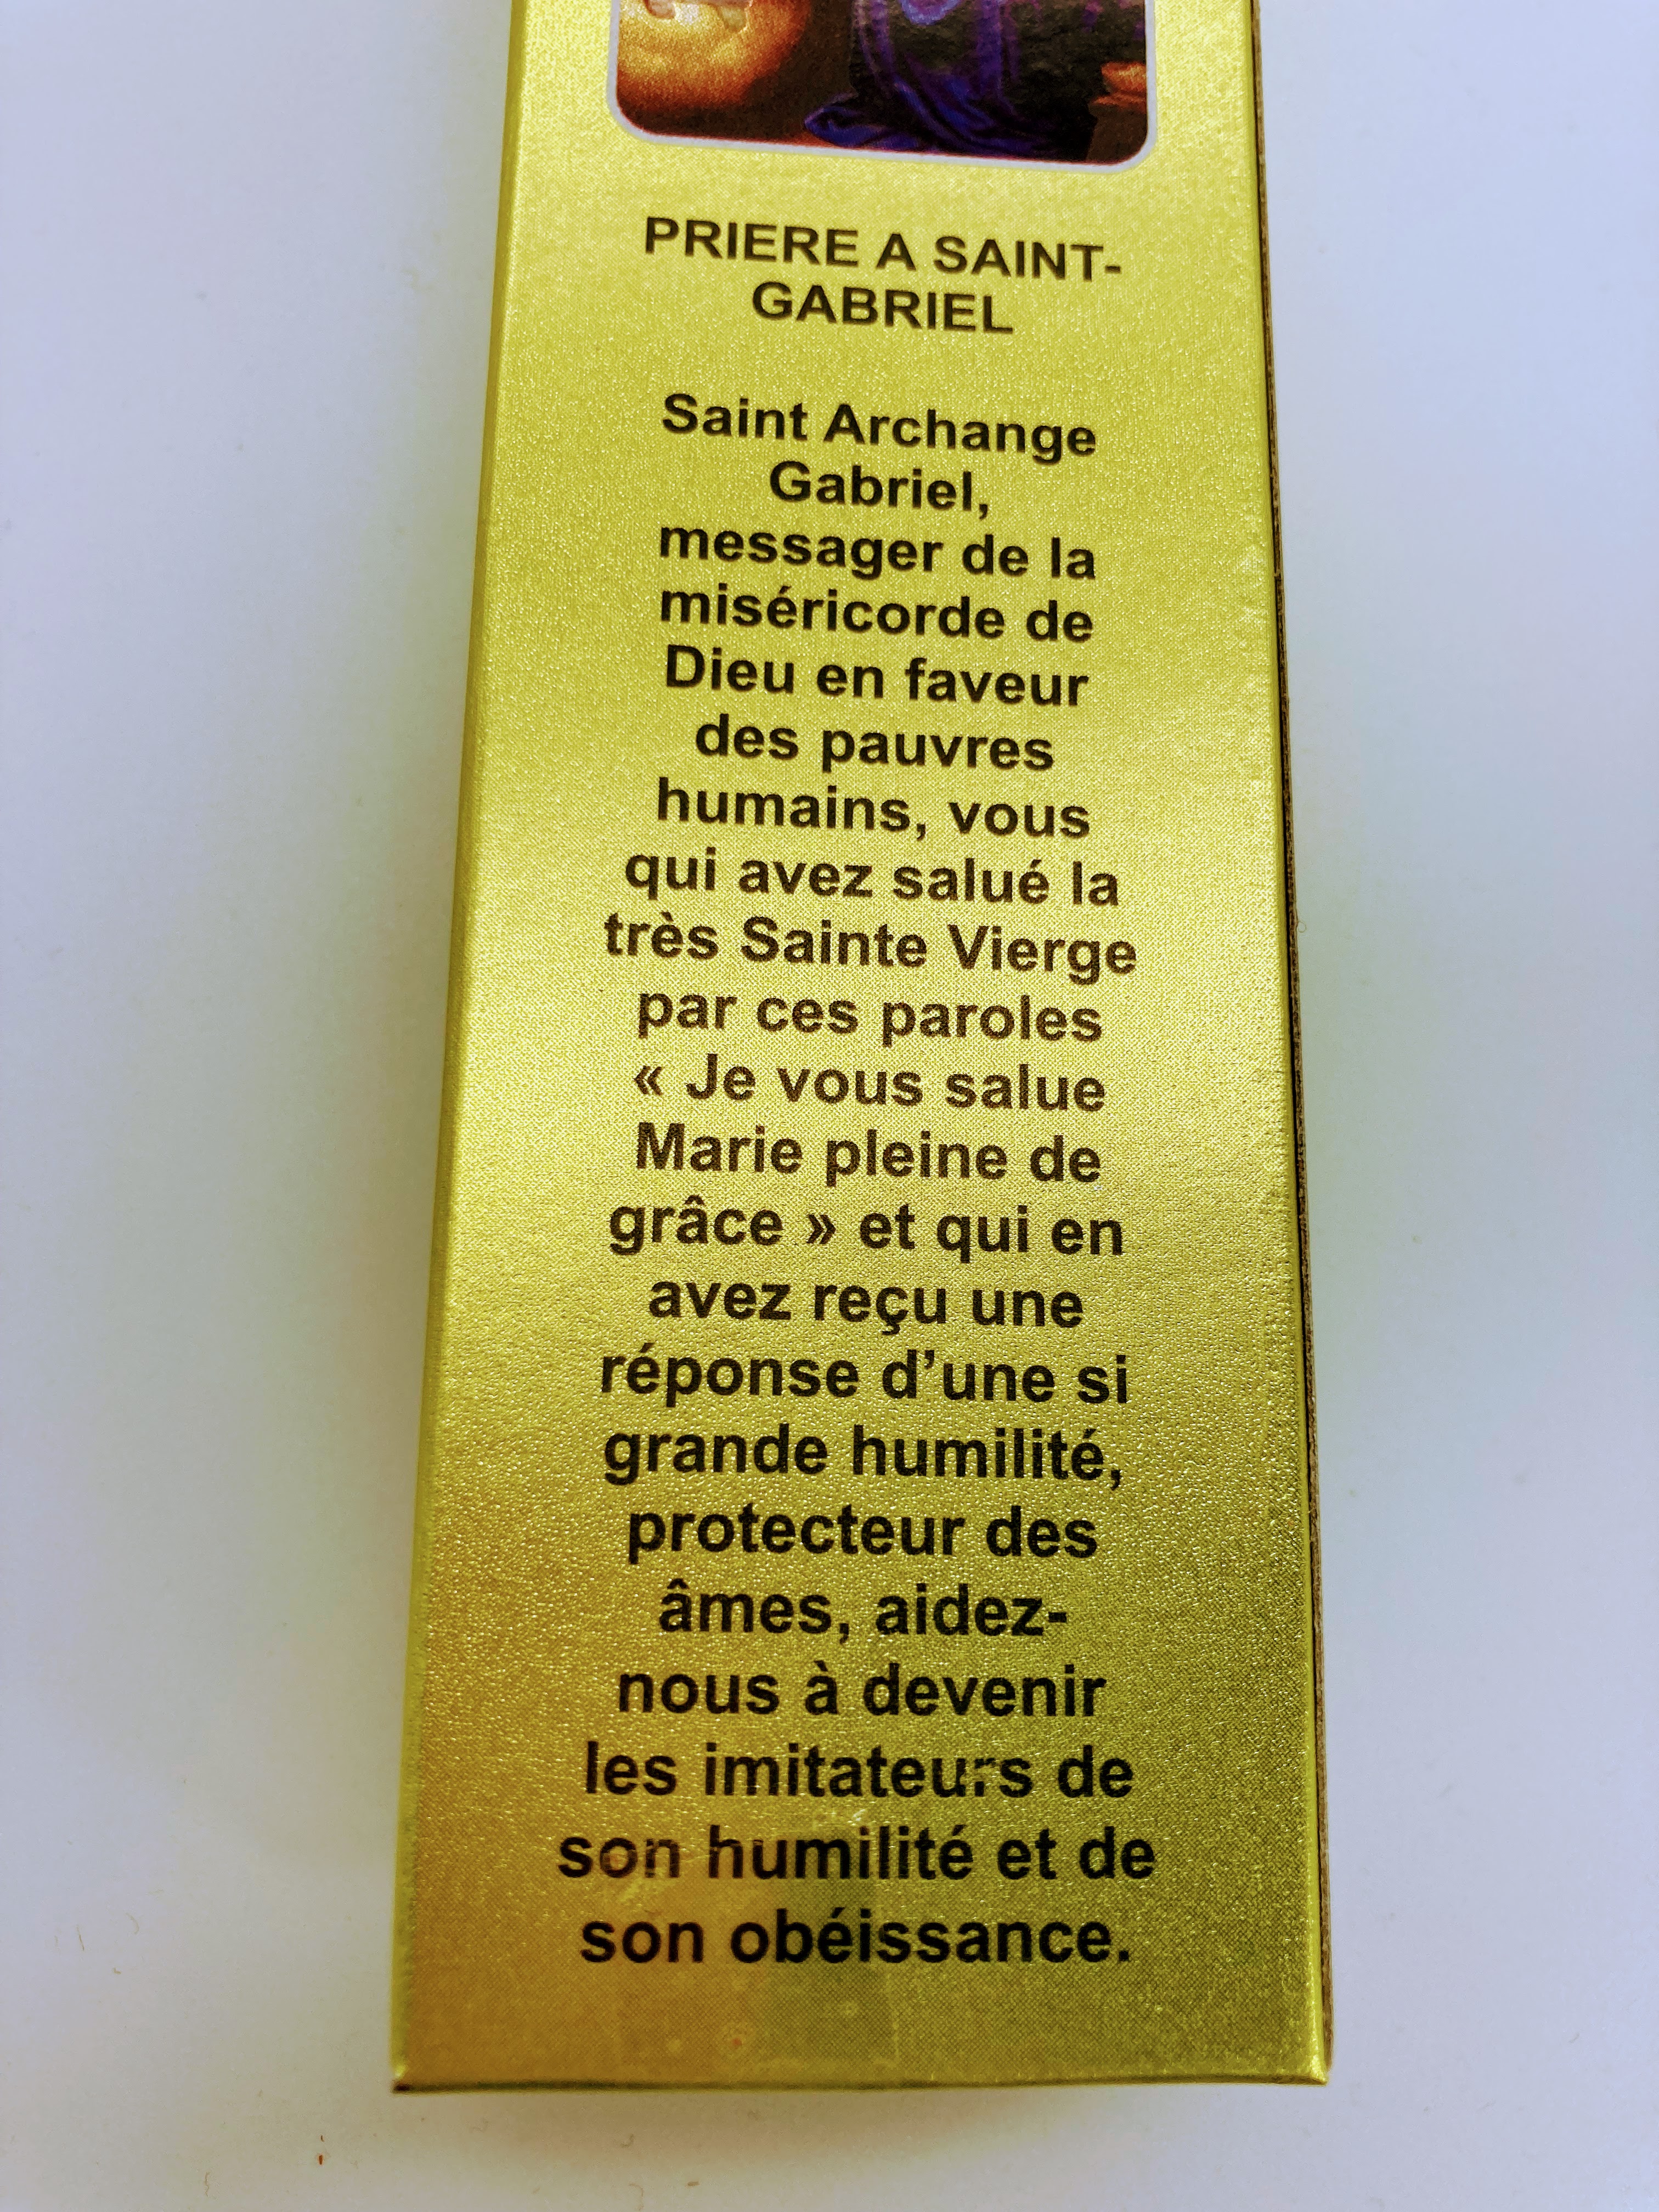 PRIERE A SAINT-
GABRIEL
Saint Archange
Gabriel,
messager de la
miséricorde de
Dieu en faveur
des pauvres
humains, vous
qui avez salué la
très Sainte Vierge
par ces paroles
« Je vous salue
Marie pleine de
grâce » et qui en
avez reçu une
réponse d’une si
grande humilité,
protecteur des
âmes, aidez-
nous à devenir
les imitateurs de
son humilité et de
son obéissance.